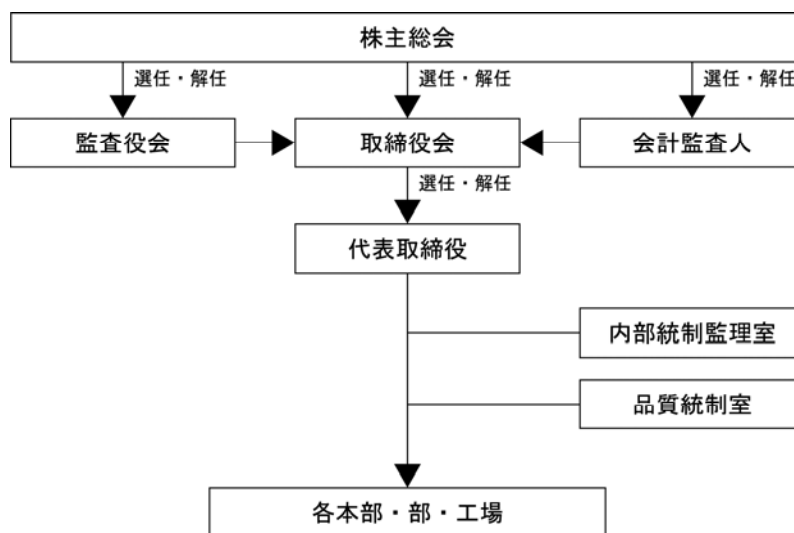 株主総会
選任・解任
選任・解任
選任・解任
監査役会
取締役会
会計監査人
選任・解任
代表取締役
内部統制監理室
品質統制室
各本部・部・工場